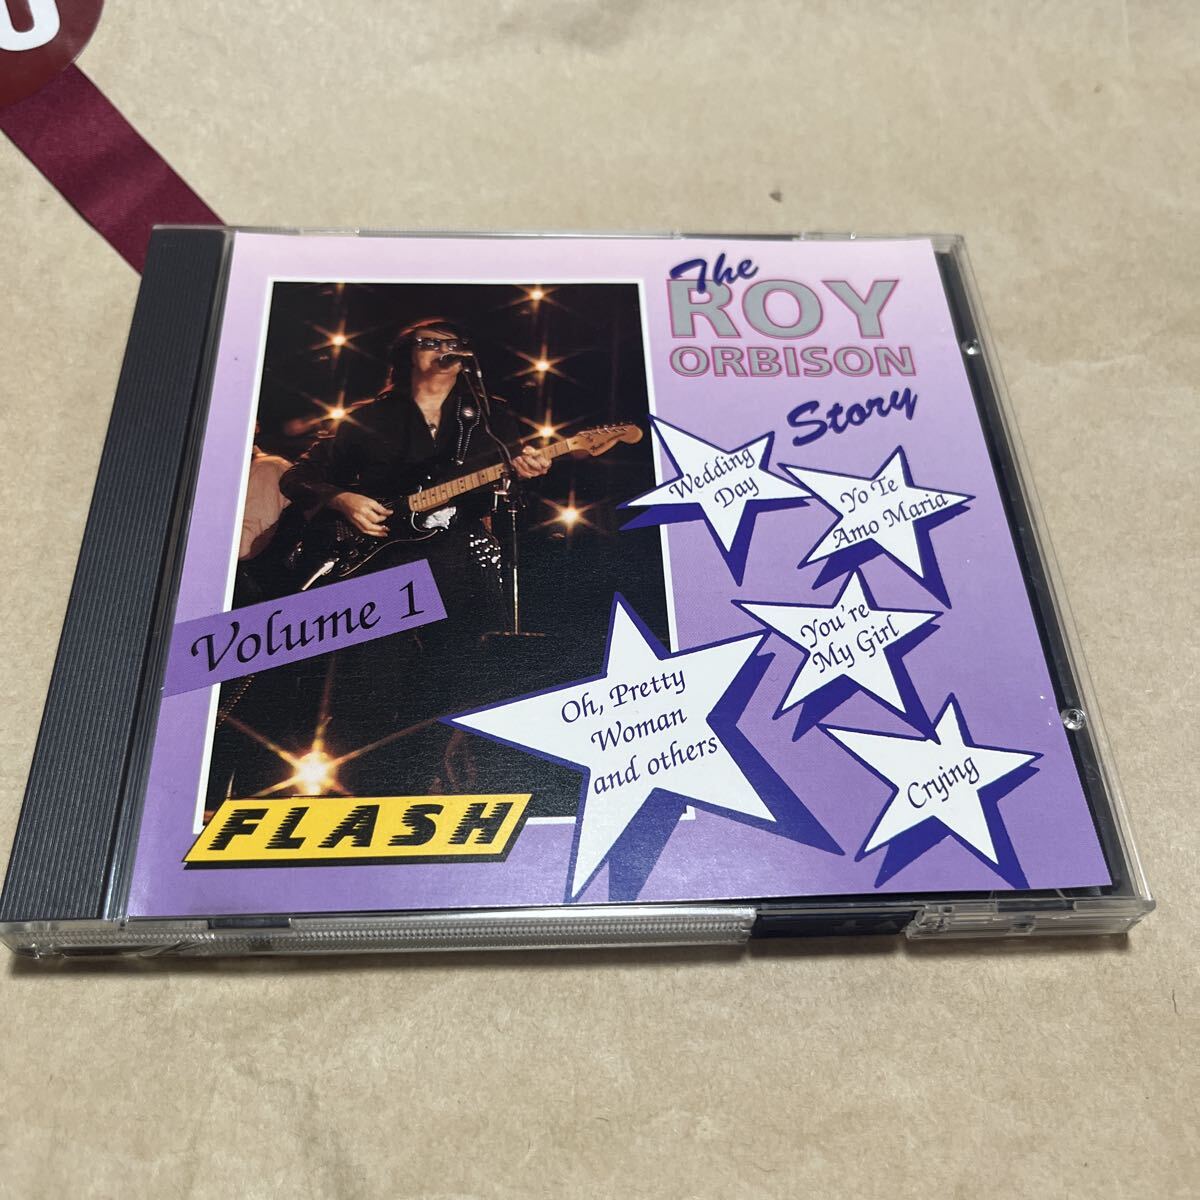 The
ROY
ORBISON
Story
Wedding
Day
Yo Te
Amo Maria
You're
My Girl
Volume 1
Oh, Pretty
Woman
and others
Crying
FLASH